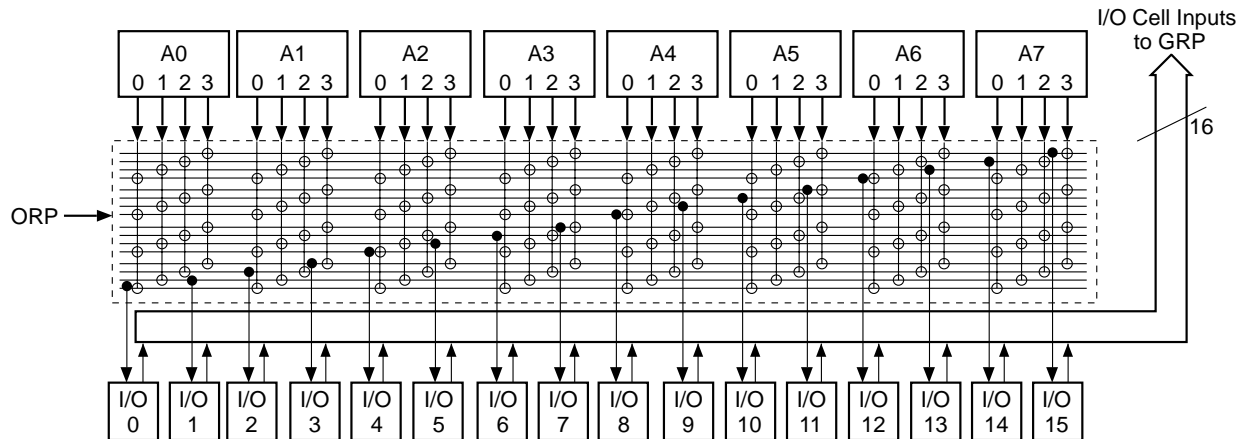 I/O Cell Inputs
to GRP
A0 A1 A2 A3 A4 A5 A6 A7
0 1 2 3 0 1 2 3 0 1 2 3 0 1 2 3 0 1 2 3 0 1 2 3 0 1 2 3 0 1 2 3
16
ORP
I/O I/O I/O I/O I/O I/O I/O I/O I/O I/O I/O I/O I/O I/O I/O I/O
0 1 2 3 4 5 6 7 8 9 10 11 12 13 14 15